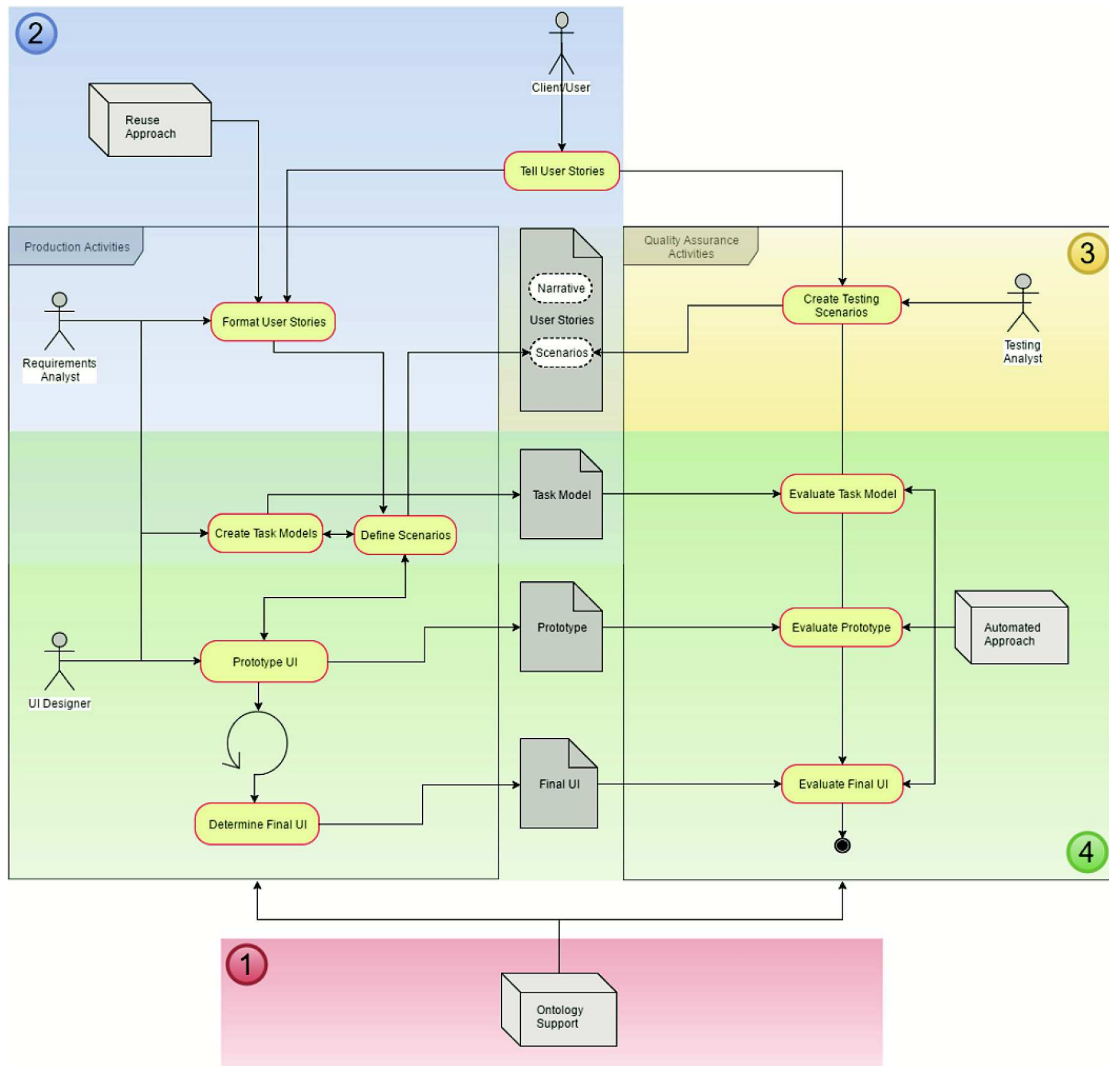 2
Client/User
Reuse
Approach
Tell User Stories
Production Activities
Quality Assurance
Activities
3
Narrative
User Stories
Scenarios
Create Testing
Scenarios
Format User Stories
Requirements
Analyst
Testing
Analyst
Task Model
Evaluate Task Model
Create Task Models
Define Scenarios
Prototype
Evaluate Prototype
Automated
Approach
Prototype UI
UI Designer
Final UI
Evaluate Final UI
Determine Final UI
4
1
Ontology
Support